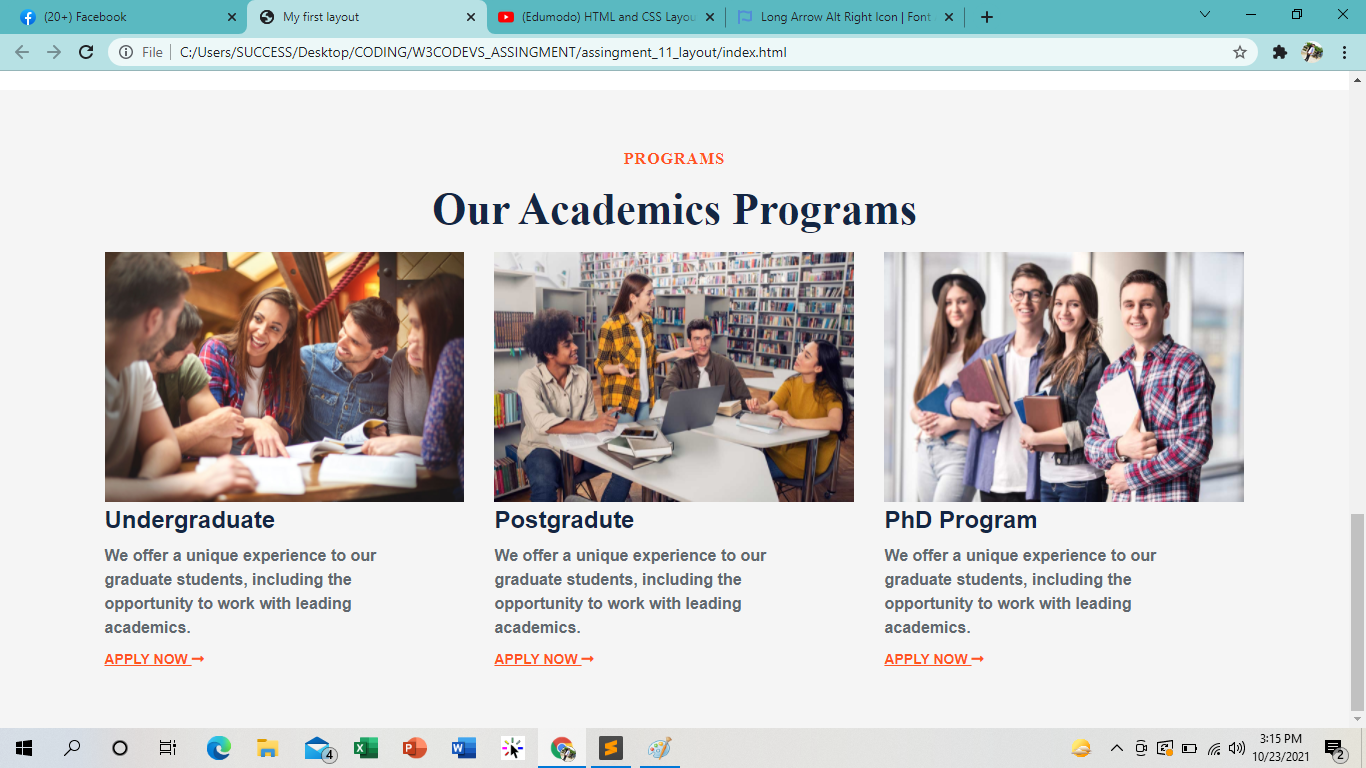 (20+) Facebook
My first layout
(Edumodo) HTML and CSS Layou
Long Arrow Alt Right Icon | Font
File
C:/Users/SUCCESS/Desktop/CODING/W3CODEVS_ASSINGMENT/assingment_11_layout/index.html
PROGRAMS
Our Academics Programs
Undergraduate
We offer a unique experience to our
graduate students, including the
opportunity to work with leading
academics.
APPLY NOW
Postgradute
We offer a unique experience to our
graduate students, including the
opportunity to work with leading
academics.
APPLY NOW
PhD Program
We offer a unique experience to our
graduate students, including the
opportunity to work with leading
academics.
APPLY NOW
4
3:15 PM
10/23/2021
2